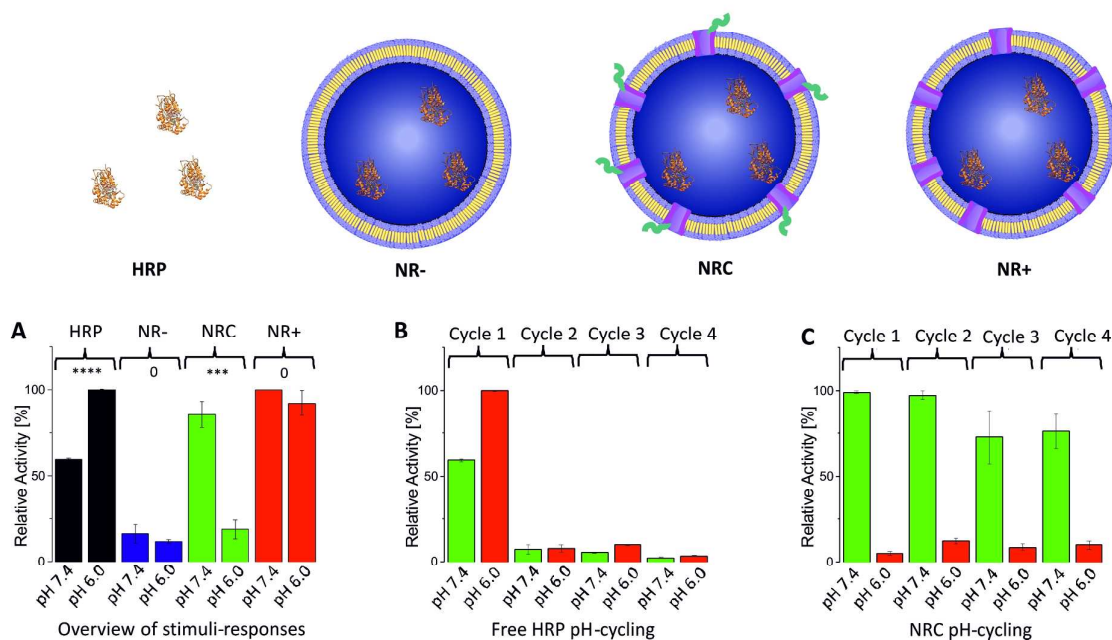 HRP NR- NRC NR+
A HRP NR- NRC NR+
**** 0 *** 0
Relative Activity [%]
100
50
0
pH 7.4 pH 6.0 pH 7.4 pH 6.0 pH 7.4 pH 6.0 pH 7.4 pH 6.0
Overview of stimuli-responses
B Cycle 1 Cycle 2 Cycle 3 Cycle 4
Relative Activity [%]
100
50
0
pH 7.4 pH 6.0 pH 7.4 pH 6.0 pH 7.4 pH 6.0 pH 7.4 pH 6.0
Free HRP pH-cycling
C Cycle 1 Cycle 2 Cycle 3 Cycle 4
Relative Activity [%]
100
50
0
pH 7.4 pH 6.0 pH 7.4 pH 6.0 pH 7.4 pH 6.0 pH 7.4 pH 6.0
NRC pH-cycling